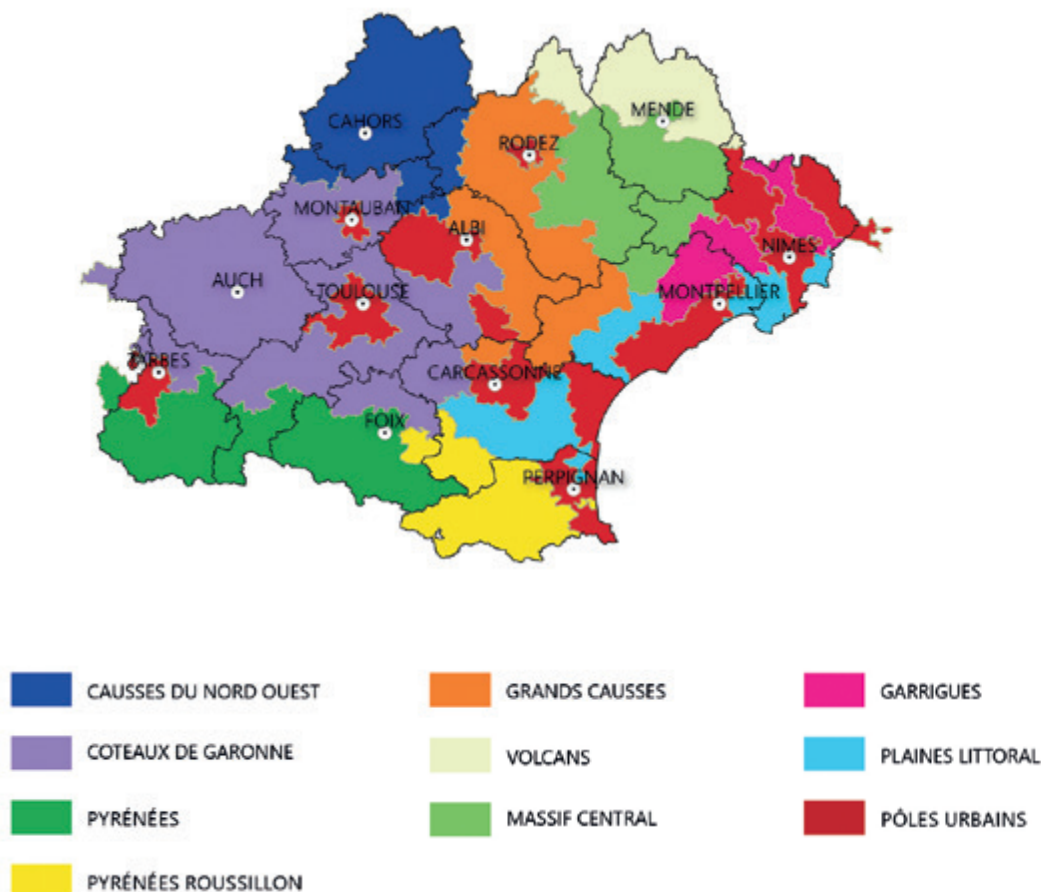 CAHORS
MENDE
RODEZ
MONTAUBAN
ALBI
NIMES
AUCH
TOULOUSE
MONTPELLIER
TARBES
CARCASSONNE
FOIX
PERPIGNAN
CAUSSES DU NORD OUEST
GRANDS CAUSSES
GARRIGUES
COTEAUX DE GARONNE
VOLCANS
PLAINES LITTORAL
PYRÉNÉES
MASSIF CENTRAL
PÔLES URBAINS
PYRÉNÉES ROUSSILLON